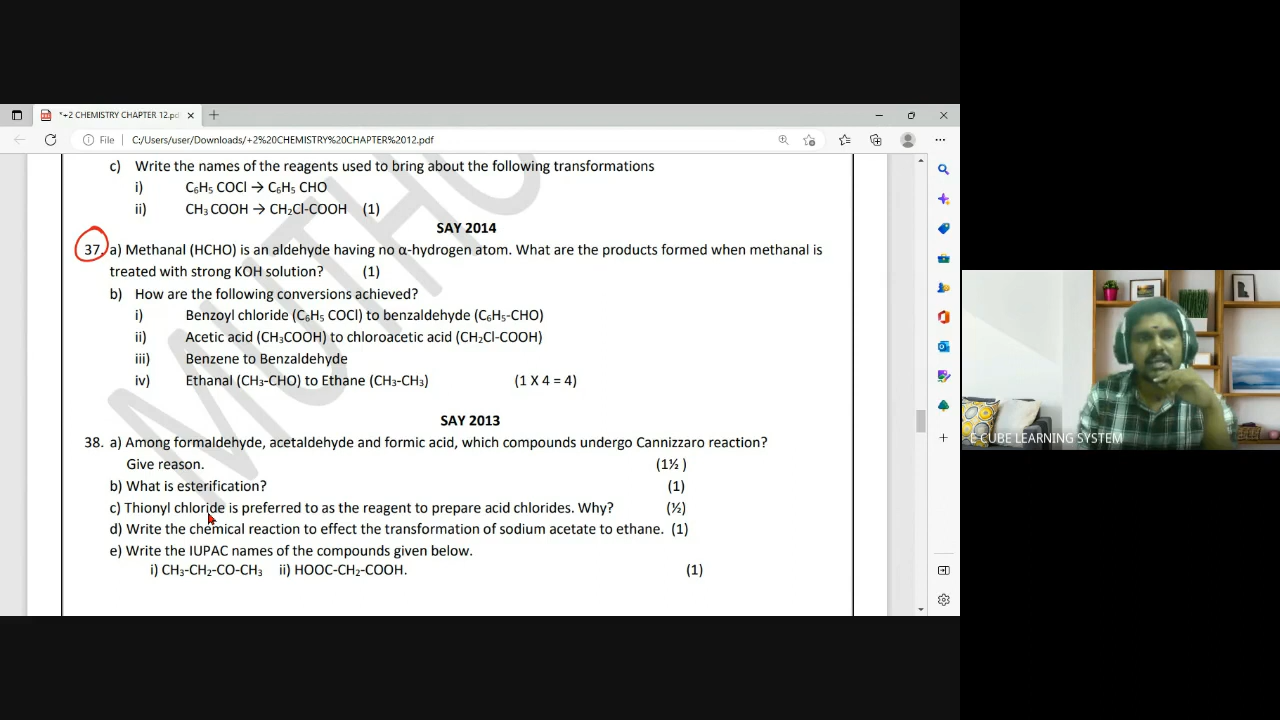 *+2 CHEMISTRY CHAPTER 12.pd
File C:/Users/user/Downloads/+2%20CHEMISTRY%20CHAPTER%2012.pdf
c) Write the names of the reagents used to bring about the following transformations
i) C₆H₅ COCl → C₆H₅ CHO
ii) CH₃ COOH → CH₂Cl-COOH (1)
SAY 2014
37. a) Methanal (HCHO) is an aldehyde having no α-hydrogen atom. What are the products formed when methanal is
treated with strong KOH solution? (1)
b) How are the following conversions achieved?
i) Benzoyl chloride (C₆H₅ COCl) to benzaldehyde (C₆H₅-CHO)
ii) Acetic acid (CH₃COOH) to chloroacetic acid (CH₂Cl-COOH)
iii) Benzene to Benzaldehyde
iv) Ethanal (CH₃-CHO) to Ethane (CH₃-CH₃) (1 X 4 = 4)
SAY 2013
38. a) Among formaldehyde, acetaldehyde and formic acid, which compounds undergo Cannizzaro reaction?
Give reason. (1½ )
b) What is esterification? (1)
c) Thionyl chloride is preferred to as the reagent to prepare acid chlorides. Why? (½)
d) Write the chemical reaction to effect the transformation of sodium acetate to ethane. (1)
e) Write the IUPAC names of the compounds given below.
i) CH₃-CH₂-CO-CH₃ ii) HOOC-CH₂-COOH. (1)
E CUBE LEARNING SYSTEM